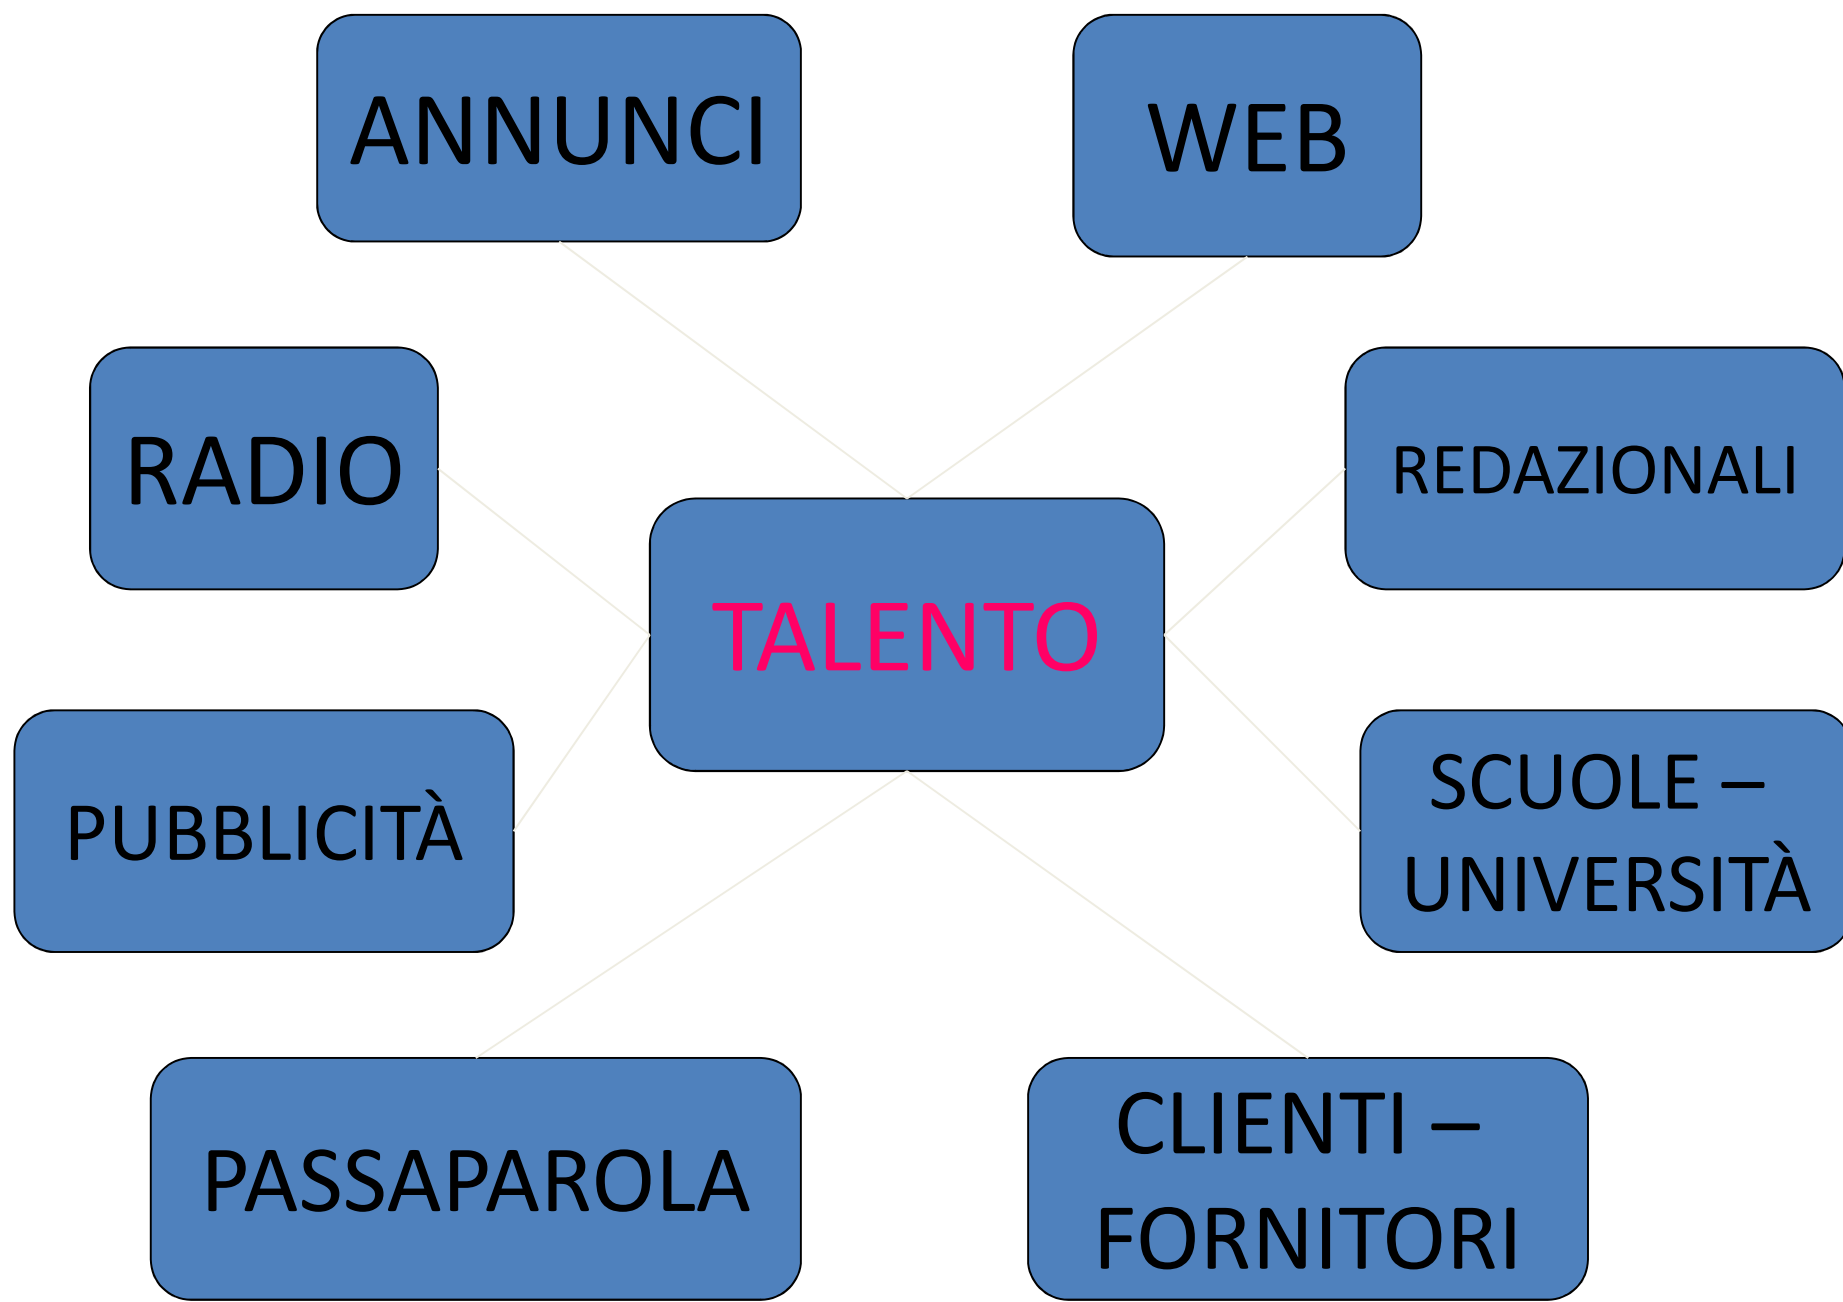 ANNUNCI
WEB
RADIO
REDAZIONALI
TALENTO
PUBBLICITÀ
SCUOLE –
UNIVERSITÀ
PASSAPAROLA
CLIENTI –
FORNITORI